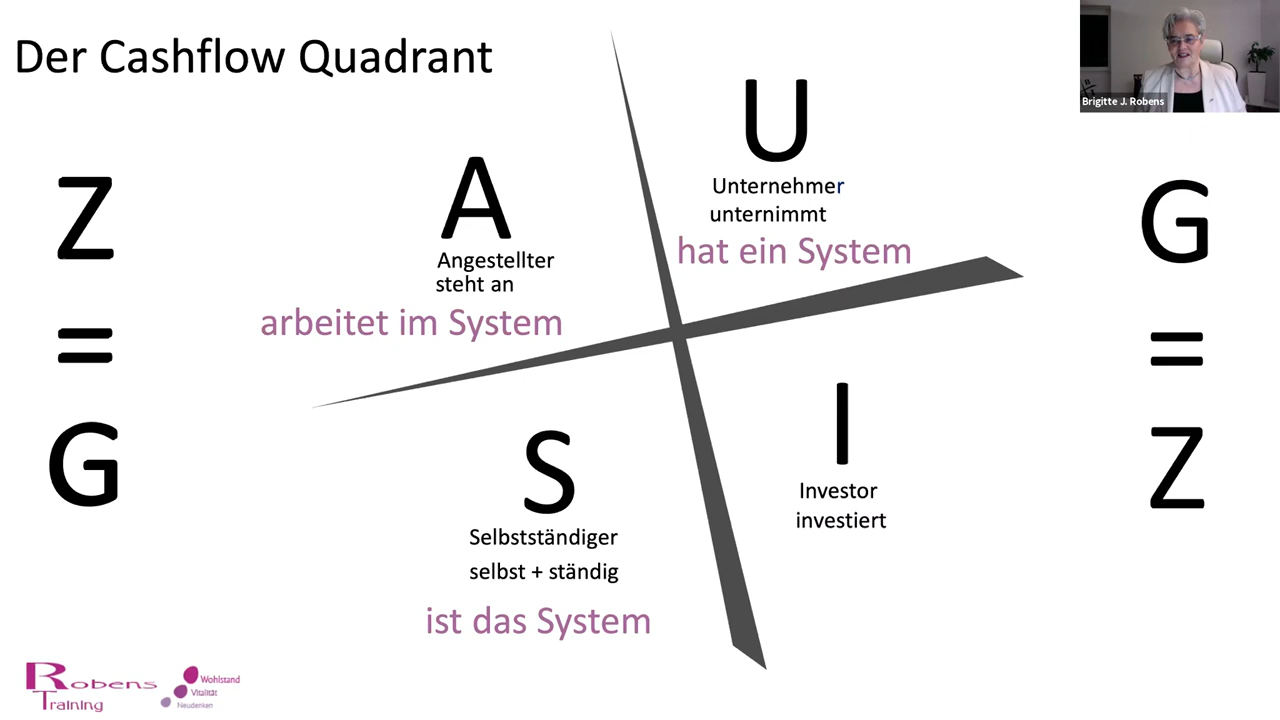 Der Cashflow Quadrant
Brigitte J. Robens
Z
=
G
A
Angestellter
steht an
arbeitet im System
U
Unternehmer
unternimmt
hat ein System
S
Selbstständiger
selbst + ständig
ist das System
I
Investor
investiert
G
=
Z
Robens
Training
Wohlstand
Vitalität
Neudenken